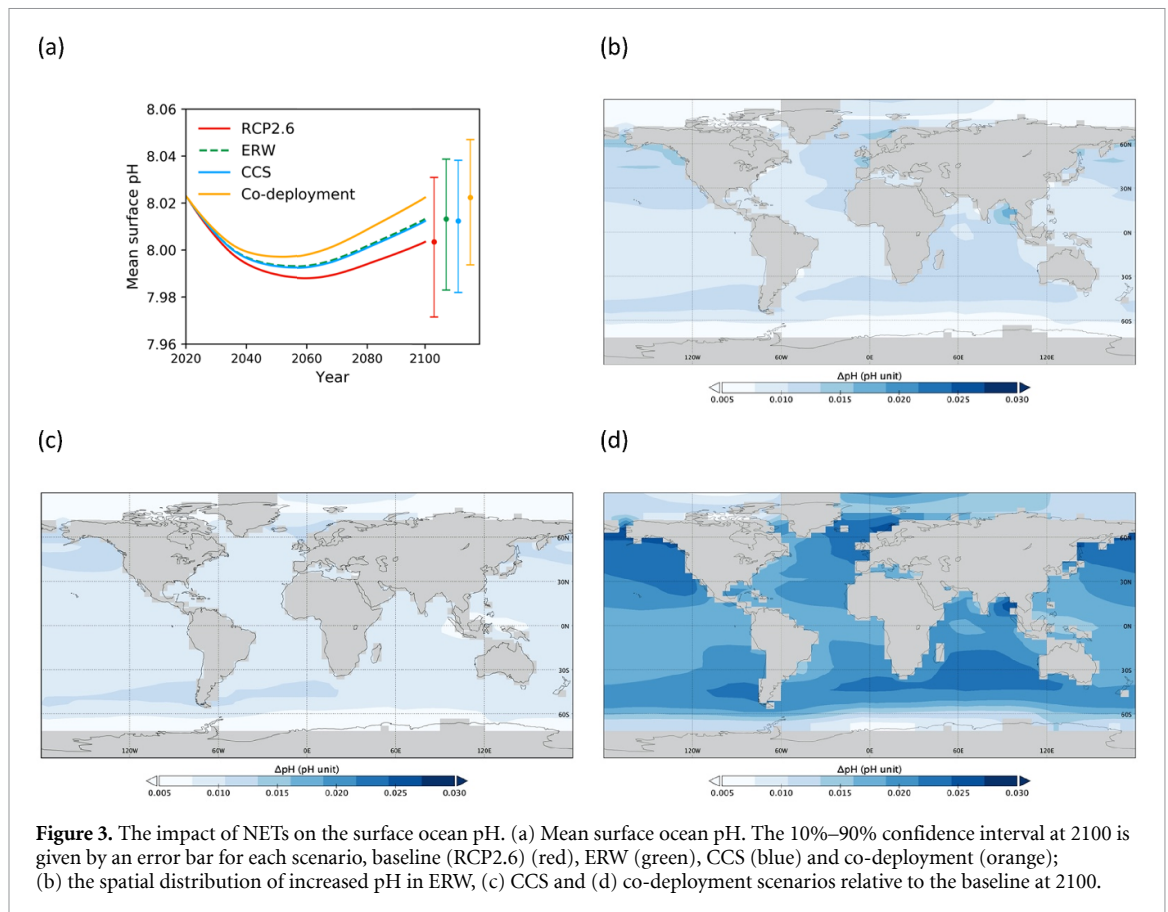 (a)
8.06
8.04
8.02
8.00
7.98
7.96
Mean surface pH
RCP2.6
ERW
CCS
Co-deployment
2020 2040 2060 2080 2100
Year
(b)
60N
30N
0N
30S
60S
120W 60W 0E 60E 120E
ΔpH (pH unit)
0.005 0.010 0.015 0.020 0.025 0.030
(c)
60N
30N
0N
30S
60S
120W 60W 0E 60E 120E
ΔpH (pH unit)
0.005 0.010 0.015 0.020 0.025 0.030
(d)
60N
30N
0N
30S
60S
120W 60W 0E 60E 120E
ΔpH (pH unit)
0.005 0.010 0.015 0.020 0.025 0.030
Figure 3. The impact of NETs on the surface ocean pH. (a) Mean surface ocean pH. The 10%–90% confidence interval at 2100 is
given by an error bar for each scenario, baseline (RCP2.6) (red), ERW (green), CCS (blue) and co-deployment (orange);
(b) the spatial distribution of increased pH in ERW, (c) CCS and (d) co-deployment scenarios relative to the baseline at 2100.